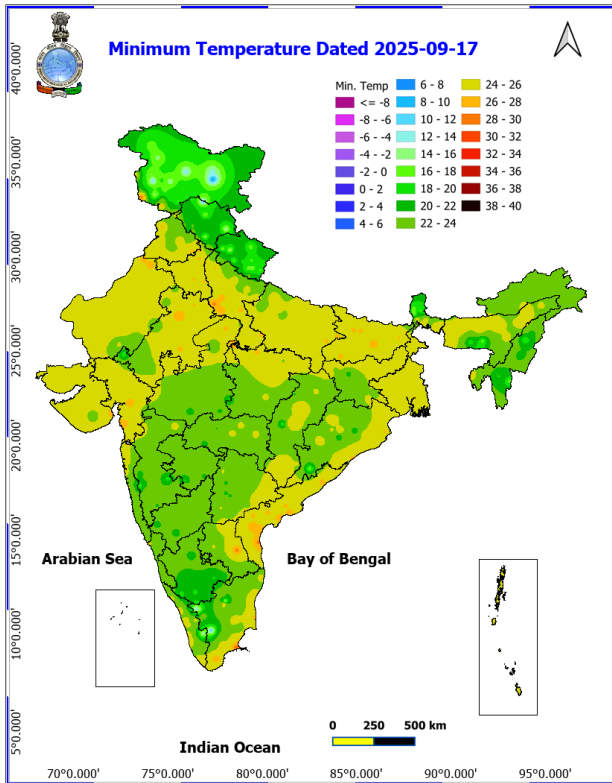 Minimum Temperature Dated 2025-09-17
Min. Temp
<= -8
-8 - -6
-6 - -4
-4 - -2
-2 - 0
0 - 2
2 - 4
4 - 6
6 - 8
8 - 10
10 - 12
12 - 14
14 - 16
16 - 18
18 - 20
20 - 22
22 - 24
24 - 26
26 - 28
28 - 30
30 - 32
32 - 34
34 - 36
36 - 38
38 - 40
40°0.000'
35°0.000'
30°0.000'
25°0.000'
20°0.000'
15°0.000'
10°0.000'
5°0.000'
Arabian Sea
Bay of Bengal
Indian Ocean
0 250 500 km
70°0.000' 75°0.000' 80°0.000' 85°0.000' 90°0.000' 95°0.000'